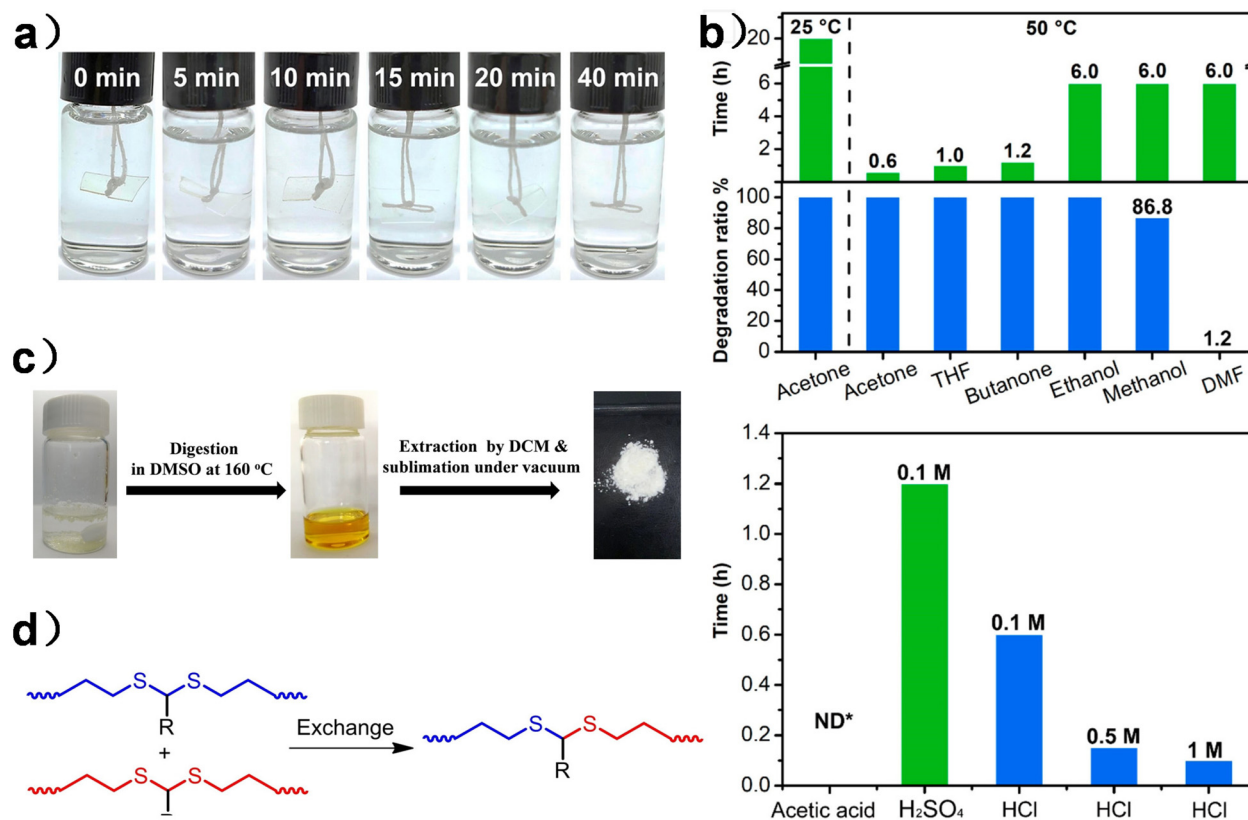 a)
0 min 5 min 10 min 15 min 20 min 40 min
b)
25 °C 50 °C
Time (h)
20
6
4
2
0.6 1.0 1.2 6.0 6.0 6.0
Degradation ratio %
100
80
60
40
20
0
86.8
1.2
Acetone Acetone THF Butanone Ethanol Methanol DMF
Time (h)
1.4
1.2
1.0
0.8
0.6
0.4
0.2
0.0
ND*
0.1 M
0.1 M
0.5 M
1 M
Acetic acid H₂SO₄ HCl HCl HCl
c)
Digestion
in DMSO at 160 °C
Extraction by DCM &
sublimation under vacuum
d)
S S
R
+
S S
Exchange
S S
R